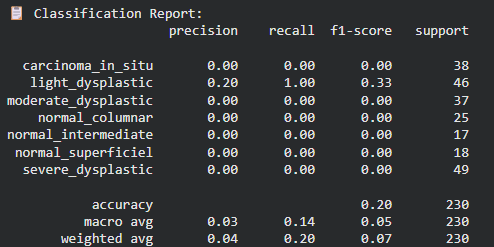 📋 Classification Report:
precision recall f1-score support
carcinoma_in_situ 0.00 0.00 0.00 38
light_dysplastic 0.20 1.00 0.33 46
moderate_dysplastic 0.00 0.00 0.00 37
normal_columnar 0.00 0.00 0.00 25
normal_intermediate 0.00 0.00 0.00 17
normal_superficiel 0.00 0.00 0.00 18
severe_dysplastic 0.00 0.00 0.00 49
accuracy 0.20 230
macro avg 0.03 0.14 0.05 230
weighted avg 0.04 0.20 0.07 230